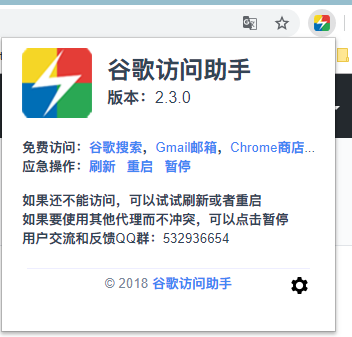 谷歌访问助手
版本：2.3.0
免费访问：谷歌搜索，Gmail邮箱，Chrome商店...
应急操作：刷新 重启 暂停
如果还不能访问，可以试试刷新或者重启
如果要使用其他代理而不冲突，可以点击暂停
用户交流和反馈QQ群：532936654
© 2018 谷歌访问助手